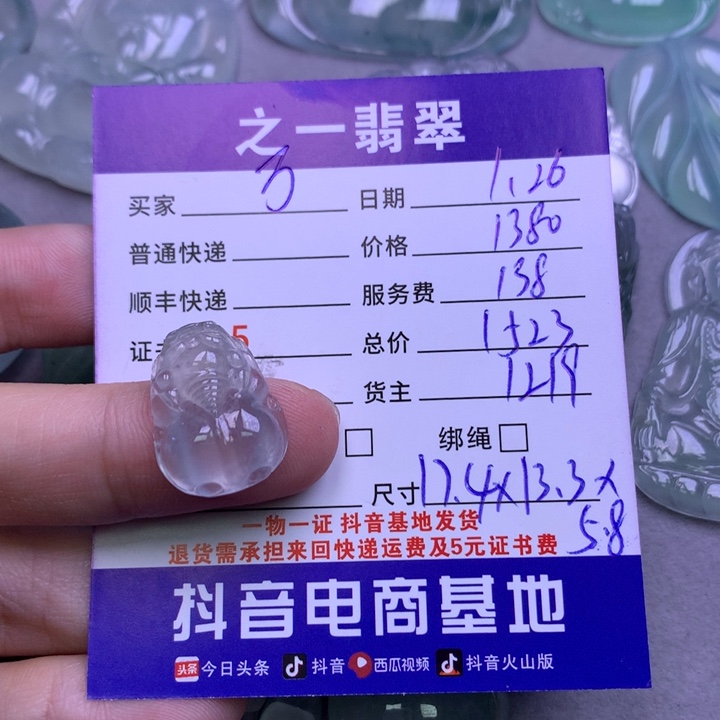 之一翡翠
买家 万 日期 1.26
普通快递 价格 1380
顺丰快递 服务费 138
证 5 总价 1523
货主 1219
绑绳
尺寸 17.4x13.3x
5.8
一物一证 抖音基地发货
退货需承担来回快递运费及5元证书费
抖音电商基地
头条 今日头条 抖音 西瓜视频 抖音火山版